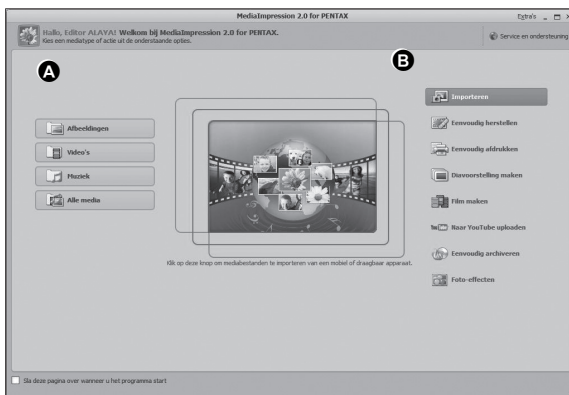 MediaImpression 2.0 for PENTAX
Extra's
Hallo, Editor ALAYA! Welkom bij MediaImpression 2.0 for PENTAX.
Kies een mediatype of actie uit de onderstaande opties.
Service en ondersteuning
A
B
Afbeeldingen
Video's
Muziek
Alle media
Importeren
Eenvoudig herstellen
Eenvoudig afdrukken
Diavoorstelling maken
Film maken
Naar YouTube uploaden
Eenvoudig archiveren
Foto-effecten
Klik op deze knop om mediabestanden te importeren van een mobiel of draagbaar apparaat.
Sla deze pagina over wanneer u het programma start